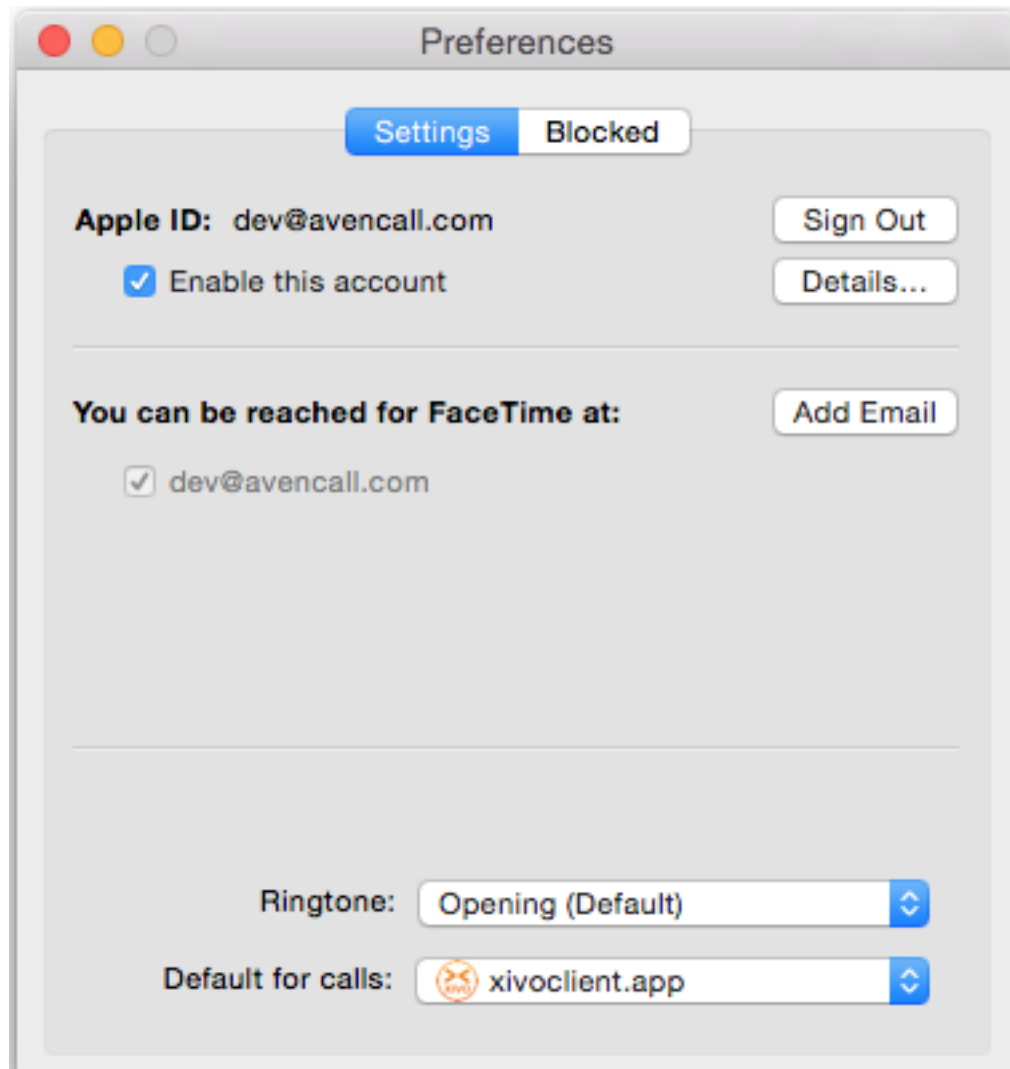 Preferences
Settings Blocked
Apple ID: dev@avencall.com Sign Out
Enable this account Details...
You can be reached for FaceTime at: Add Email
dev@avencall.com
Ringtone: Opening (Default)
Default for calls: XIVO xivoclient.app